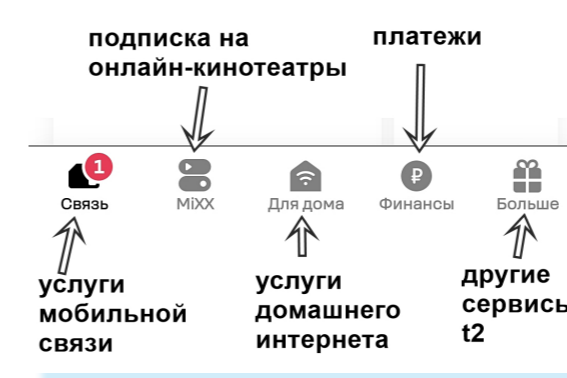 подписка на
онлайн-кинотеатры
платежи
1
Связь
MiXX
Для дома
₽
Финансы
Больше
услуги
мобильной
связи
услуги
домашнего
интернета
другие
сервисы
t2